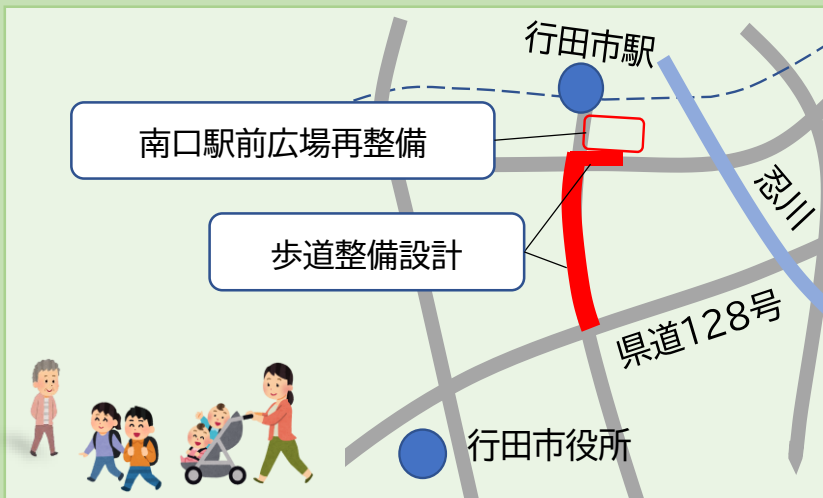 行田市駅
南口駅前広場再整備
忍川
歩道整備設計
県道128号
行田市役所